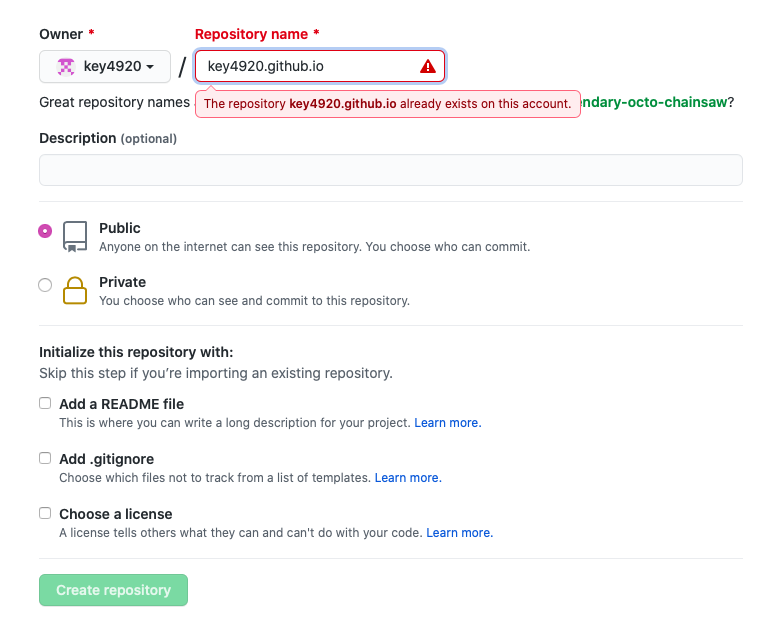 Owner * Repository name *
key4920 / key4920.github.io
Great repository names
The repository key4920.github.io already exists on this account.
ndary-octo-chainsaw?
Description (optional)
Public
Anyone on the internet can see this repository. You choose who can commit.
Private
You choose who can see and commit to this repository.
Initialize this repository with:
Skip this step if you’re importing an existing repository.
Add a README file
This is where you can write a long description for your project. Learn more.
Add .gitignore
Choose which files not to track from a list of templates. Learn more.
Choose a license
A license tells others what they can and can't do with your code. Learn more.
Create repository